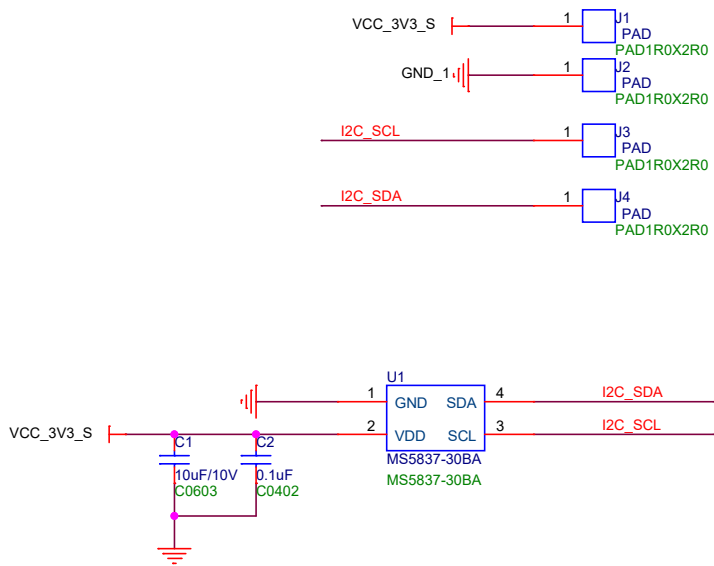 VCC_3V3_S
1
J1
PAD
PAD1R0X2R0
GND_1
1
J2
PAD
PAD1R0X2R0
I2C_SCL
1
J3
PAD
PAD1R0X2R0
I2C_SDA
1
J4
PAD
PAD1R0X2R0
U1
1
GND
SDA
4
I2C_SDA
VCC_3V3_S
2
VDD
SCL
3
I2C_SCL
MS5837-30BA
MS5837-30BA
C1
10uF/10V
C0603
C2
0.1uF
C0402